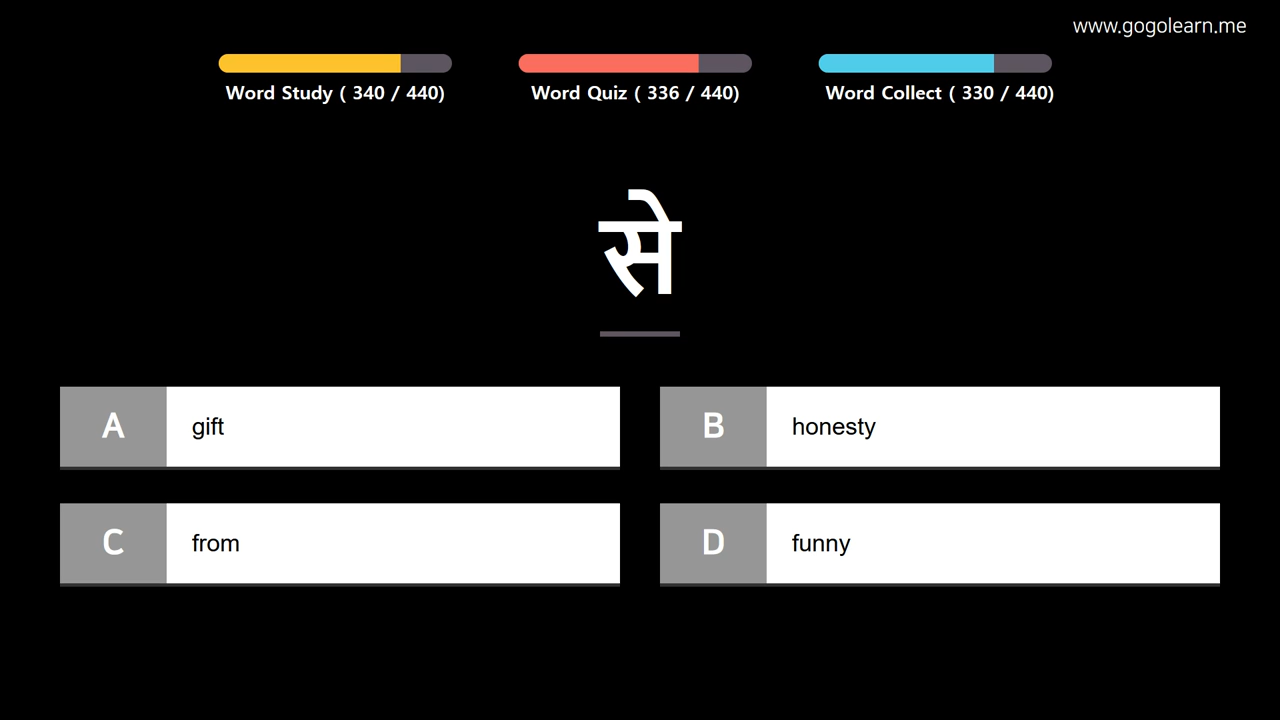 www.gogolearn.me
Word Study ( 340 / 440)
Word Quiz ( 336 / 440)
Word Collect ( 330 / 440)
से
A gift
B honesty
C from
D funny